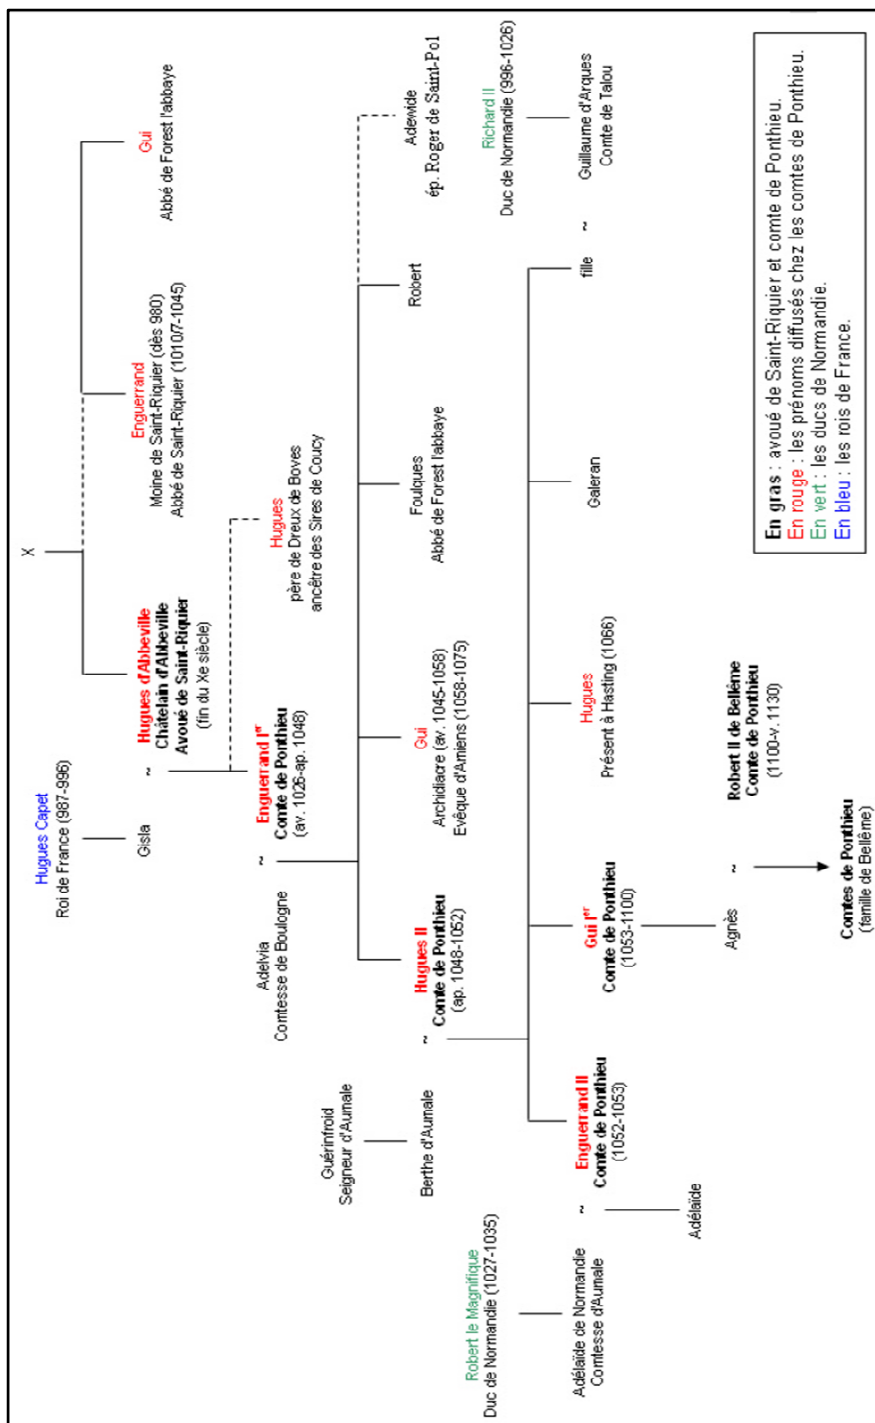 X
Hugues Capet
Roi de France (987-996)
Gisla
~
Hugues d'Abbeville
Châtelain d'Abbeville
Avoué de Saint-Riquier
(fin du Xe siècle)
Enguerrand
Moine de Saint-Riquier (dès 980)
Abbé de Saint-Riquier (1010/7-1045)
Gui
Abbé de Forest l'abbaye
Adelvia
Comtesse de Boulogne
~
Enguerrand Iᵉʳ
Comte de Ponthieu
(av. 1026-ap. 1048)
Hugues
père de Dreux de Boves
ancêtre des Sires de Coucy
Guérinfroid
Seigneur d'Aumale
Berthe d'Aumale
~
Hugues II
Comte de Ponthieu
(ap. 1048-1052)
Gui
Archidiacre (av. 1045-1058)
Evêque d'Amiens (1058-1075)
Foulques
Abbé de Forest l'abbaye
Robert
Adewide
ép. Roger de Saint-Pol
Robert le Magnifique
Duc de Normandie (1027-1035)
Richard II
Duc de Normandie (996-1026)
Adélaïde de Normandie
Comtesse d'Aumale
~
Enguerrand II
Comte de Ponthieu
(1052-1053)
Gui Iᵉʳ
Comte de Ponthieu
(1053-1100)
Hugues
Présent à Hasting (1066)
Galeran
fille
~
Guillaume d'Arques
Comte de Talou
Adélaïde
Agnès
~
Robert II de Bellême
Comte de Ponthieu
(1100-v. 1130)
Comtes de Ponthieu
(famille de Bellême)
En gras : avoué de Saint-Riquier et comte de Ponthieu.
En rouge : les prénoms diffusés chez les comtes de Ponthieu.
En vert : les ducs de Normandie.
En bleu : les rois de France.